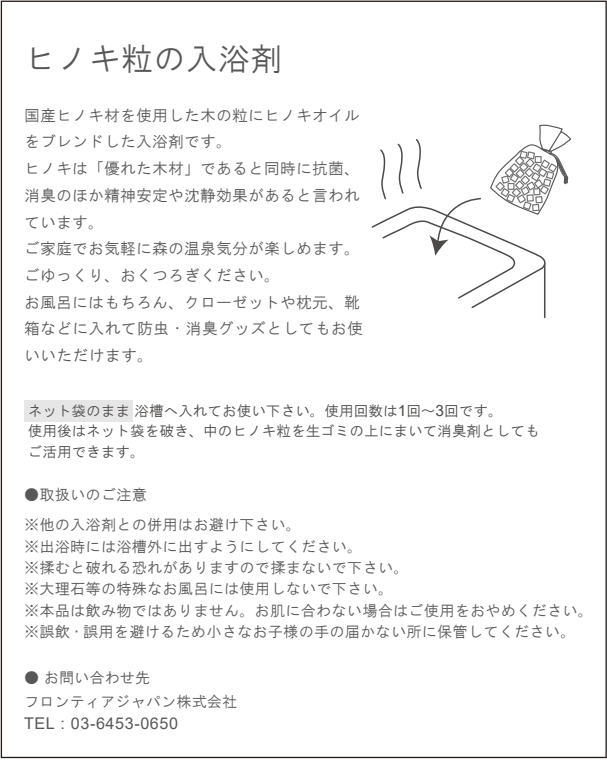 ヒノキ粒の入浴剤
国産ヒノキ材を使用した木の粒にヒノキオイル
をブレンドした入浴剤です。
ヒノキは「優れた木材」であると同時に抗菌、
消臭のほか精神安定や沈静効果があると言われ
ています。
ご家庭でお気軽に森の温泉気分が楽しめます。
ごゆっくり、おくつろぎください。
お風呂にはもちろん、クローゼットや枕元、靴
箱などに入れて防虫・消臭グッズとしてもお使
いいただけます。
ネット袋のまま 浴槽へ入れてお使い下さい。使用回数は1回〜3回です。
使用後はネット袋を破き、中のヒノキ粒を生ゴミの上にまいて消臭剤としても
ご活用できます。
●取扱いのご注意
※他の入浴剤との併用はお避け下さい。
※出浴時には浴槽外に出すようにしてください。
※揉むと破れる恐れがありますので揉まないで下さい。
※大理石等の特殊なお風呂には使用しないで下さい。
※本品は飲み物ではありません。お肌に合わない場合はご使用をおやめください。
※誤飲・誤用を避けるため小さなお子様の手の届かない所に保管してください。
● お問い合わせ先
フロンティアジャパン株式会社
TEL：03-6453-0650